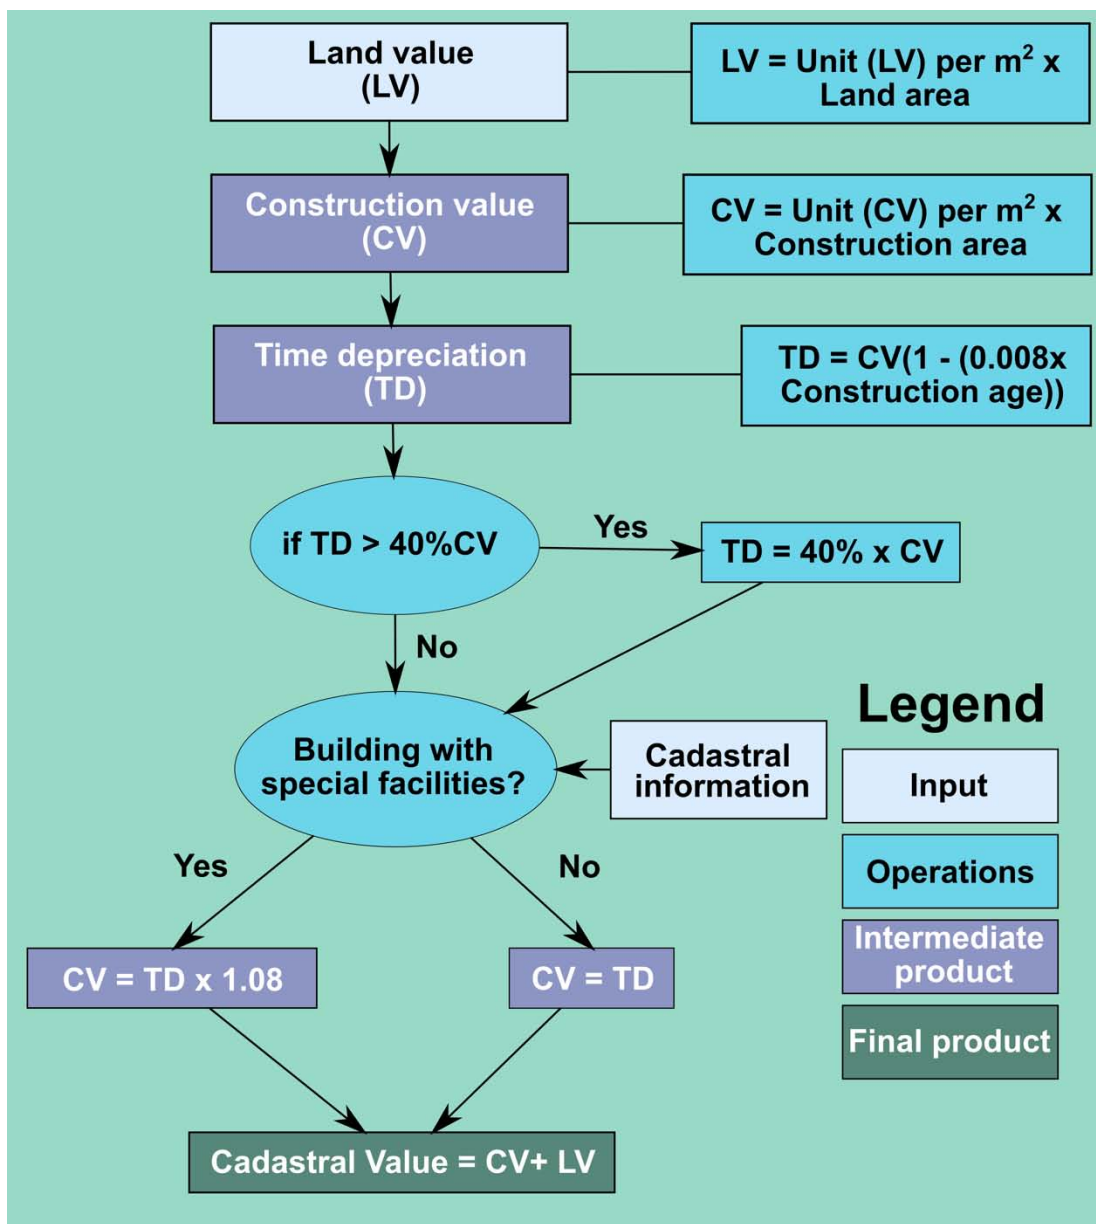 Land value
(LV)
LV = Unit (LV) per m² x
Land area
Construction value
(CV)
CV = Unit (CV) per m² x
Construction area
Time depreciation
(TD)
TD = CV(1 - (0.008x
Construction age))
if TD > 40%CV
Yes
TD = 40% x CV
No
Building with
special facilities?
Cadastral
information
Yes
No
CV = TD x 1.08
CV = TD
Cadastral Value = CV+ LV
Legend
Input
Operations
Intermediate
product
Final product